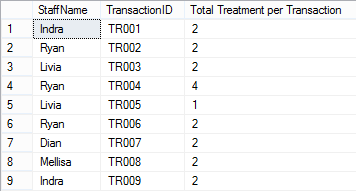 StaffName TransactionID Total Treatment per Transaction
1 Indra TR001 2
2 Ryan TR002 2
3 Livia TR003 2
4 Ryan TR004 4
5 Livia TR005 1
6 Ryan TR006 2
7 Dian TR007 2
8 Mellisa TR008 2
9 Indra TR009 2